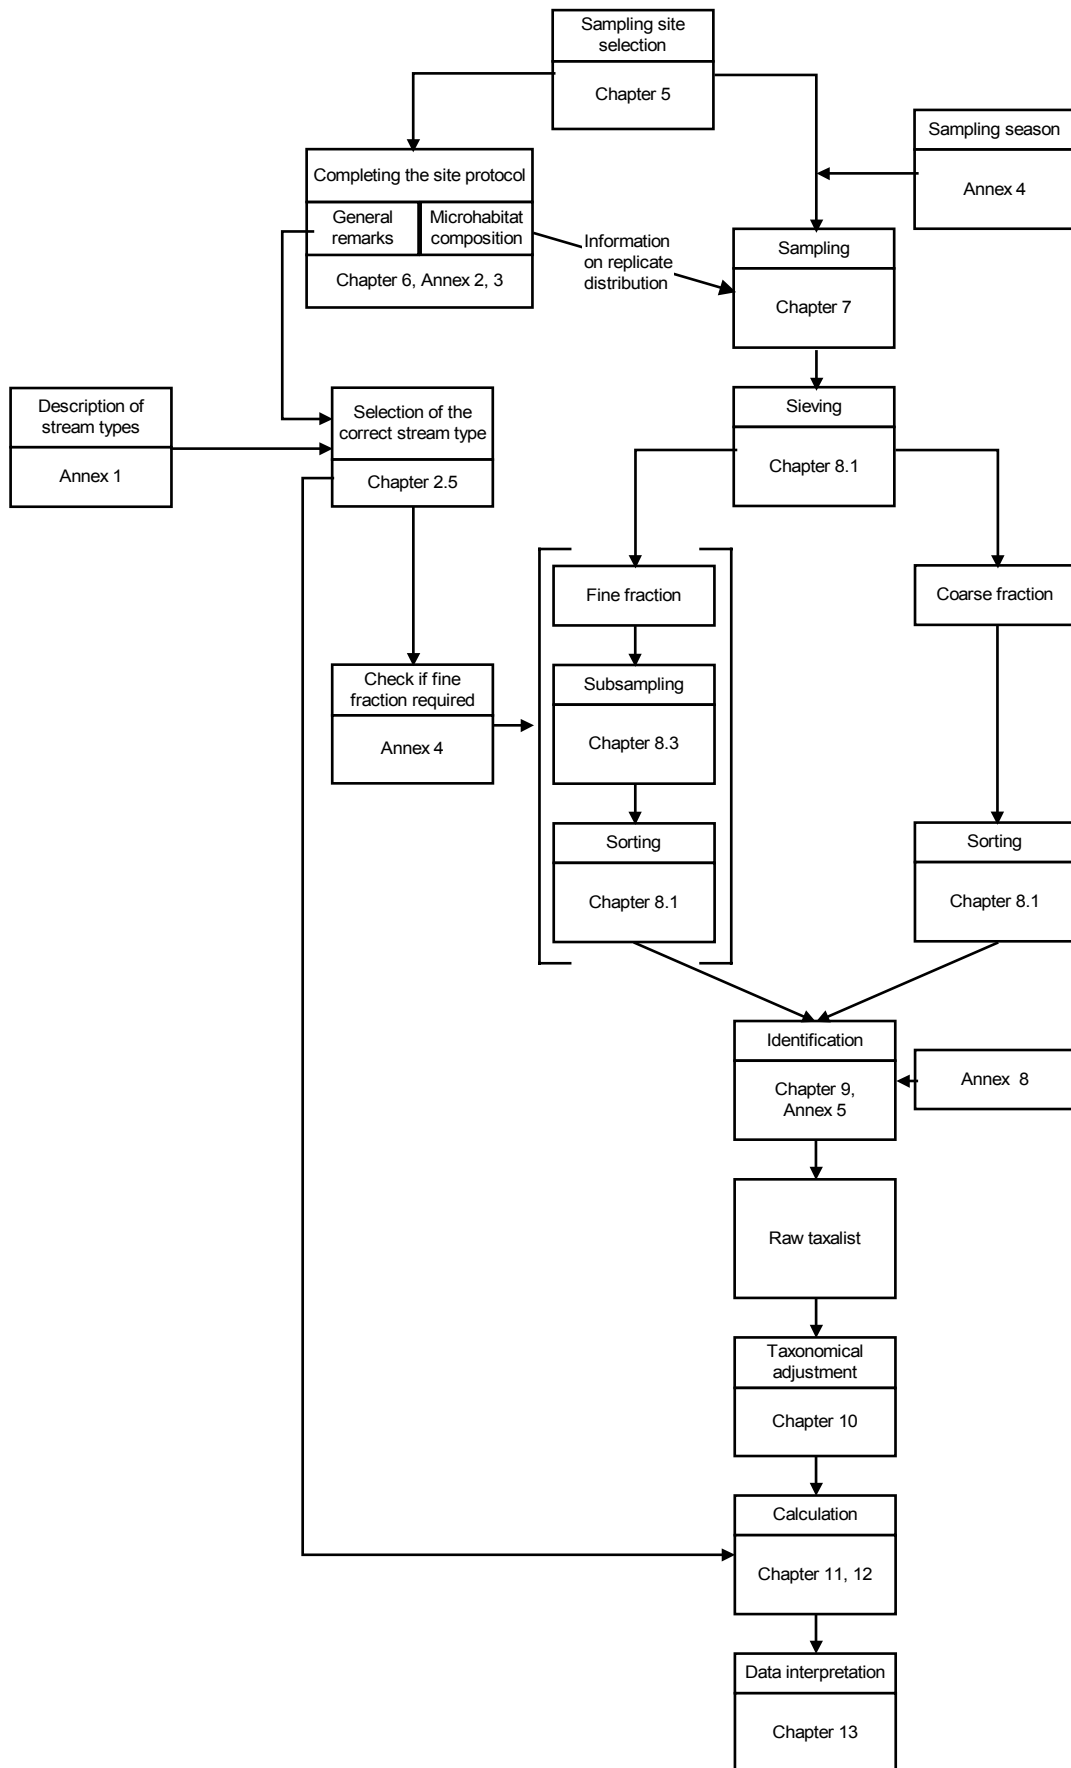 Sampling site
selection
Chapter 5
Sampling season
Annex 4
Completing the site protocol
General
remarks
Microhabitat
composition
Chapter 6, Annex 2, 3
Information
on replicate
distribution
Sampling
Chapter 7
Description of
stream types
Annex 1
Selection of the
correct stream type
Chapter 2.5
Sieving
Chapter 8.1
Fine fraction
Coarse fraction
Check if fine
fraction required
Annex 4
Subsampling
Chapter 8.3
Sorting
Chapter 8.1
Sorting
Chapter 8.1
Identification
Chapter 9,
Annex 5
Annex  8
Raw taxalist
Taxonomical
adjustment
Chapter 10
Calculation
Chapter 11, 12
Data interpretation
Chapter 13